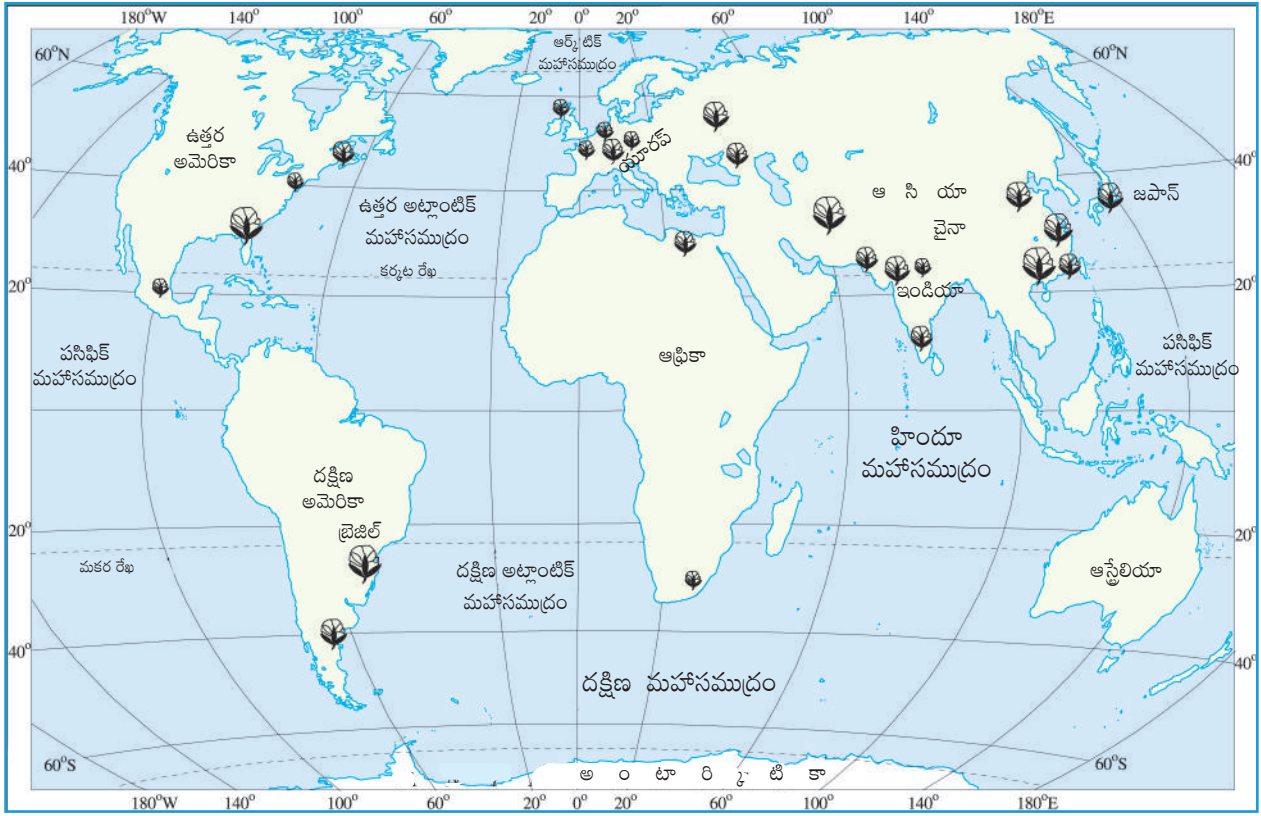 180°W 140° 100° 60° 20° 0° 20° 60° 100° 140° 180°E
60°N
ఆర్కటిక్
మహాసముద్రం
60°N
ఉత్తర
అమెరికా
యూరప్
40°
40°
ఆ సి యా
జపాన్
చైనా
ఉత్తర అట్లాంటిక్
మహాసముద్రం
కర్కట రేఖ
20°
20°
ఇండియా
పసిఫిక్
మహాసముద్రం
ఆఫ్రికా
పసిఫిక్
మహాసముద్రం
హిందూ
మహాసముద్రం
దక్షిణ
అమెరికా
బ్రెజిల్
20°
20°
మకర రేఖ
దక్షిణ అట్లాంటిక్
మహాసముద్రం
ఆస్ట్రేలియా
40°
40°
దక్షిణ మహాసముద్రం
60°S
60°S
అ ం టా ర్కి టి కా
180°W 140° 100° 60° 20° 0° 20° 60° 100° 140° 180°E